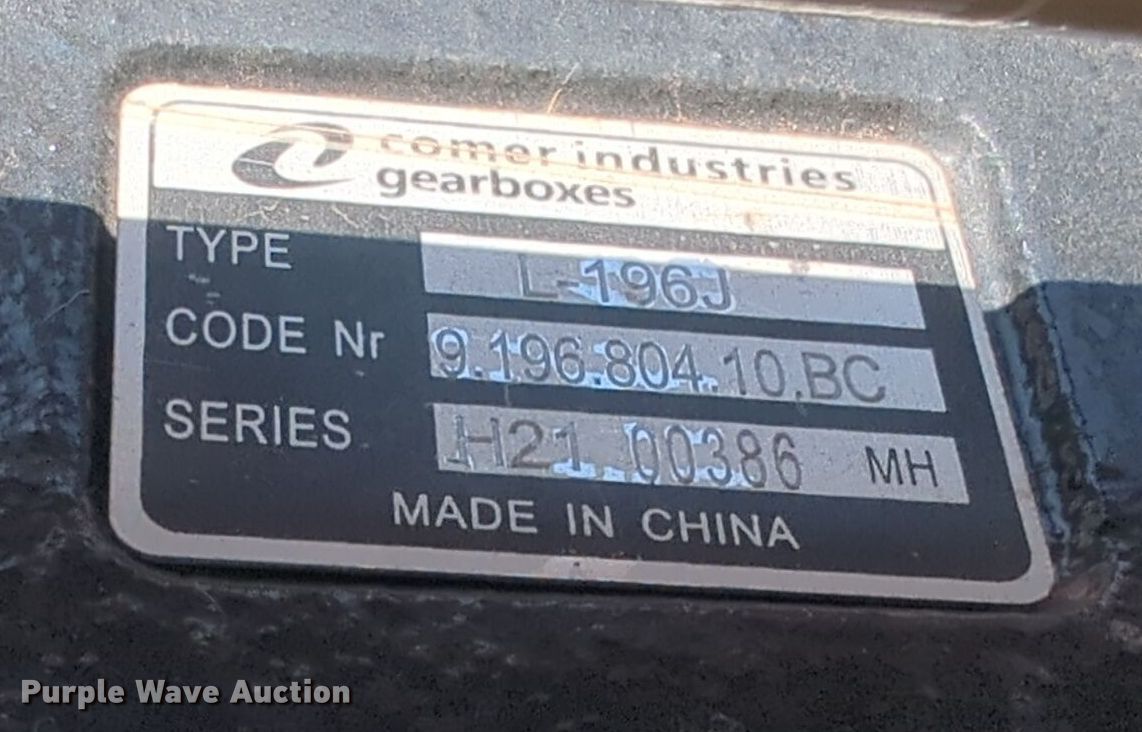 comer industries
gearboxes
TYPE L-196J
CODE Nr 9.196.804.10.BC
SERIES H21 00386 MH
MADE IN CHINA
Purple Wave Auction